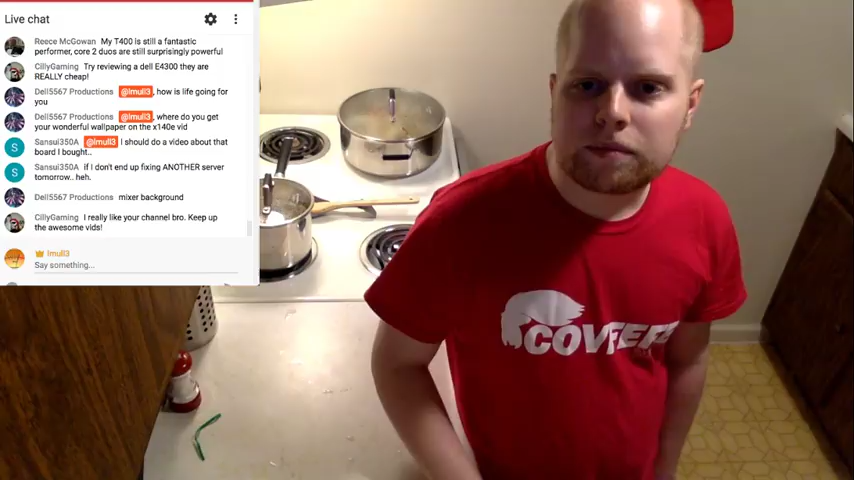 Live chat
Reece McGowan My T400 is still a fantastic
performer, core 2 duos are still surprisingly powerful
CillyGaming Try reviewing a dell E4300 they are
REALLY cheap!
Dell5567 Productions @lmull3, how is life going for
you
Dell5567 Productions @lmull3, where do you get
your wonderful wallpaper on the x140e vid
S Sansui350A @lmull3 I should do a video about that
board I bought..
S Sansui350A if I don't end up fixing ANOTHER server
tomorrow.. heh.
Dell5567 Productions mixer background
CillyGaming I really like your channel bro. Keep up
the awesome vids!
lmull3
Say something...
COVFEFE